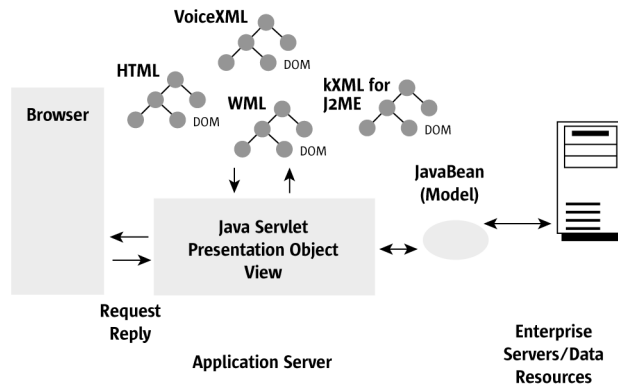 VoiceXML
DOM
HTML
DOM
WML
DOM
kXML for
J2ME
DOM
Browser
JavaBean
(Model)
Java Servlet
Presentation Object
View
Request
Reply
Application Server
Enterprise
Servers/Data
Resources